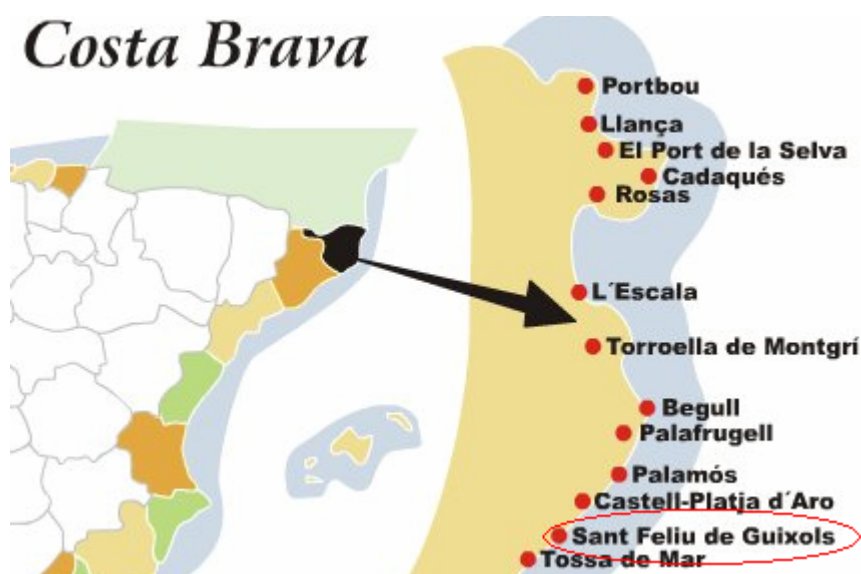 Costa Brava
Portbou
Llança
El Port de la Selva
Cadaqués
Rosas
L´Escala
Torroella de Montgrí
Begull
Palafrugell
Palamós
Castell-Platja d´Aro
Sant Feliu de Guixols
Tossa de Mar